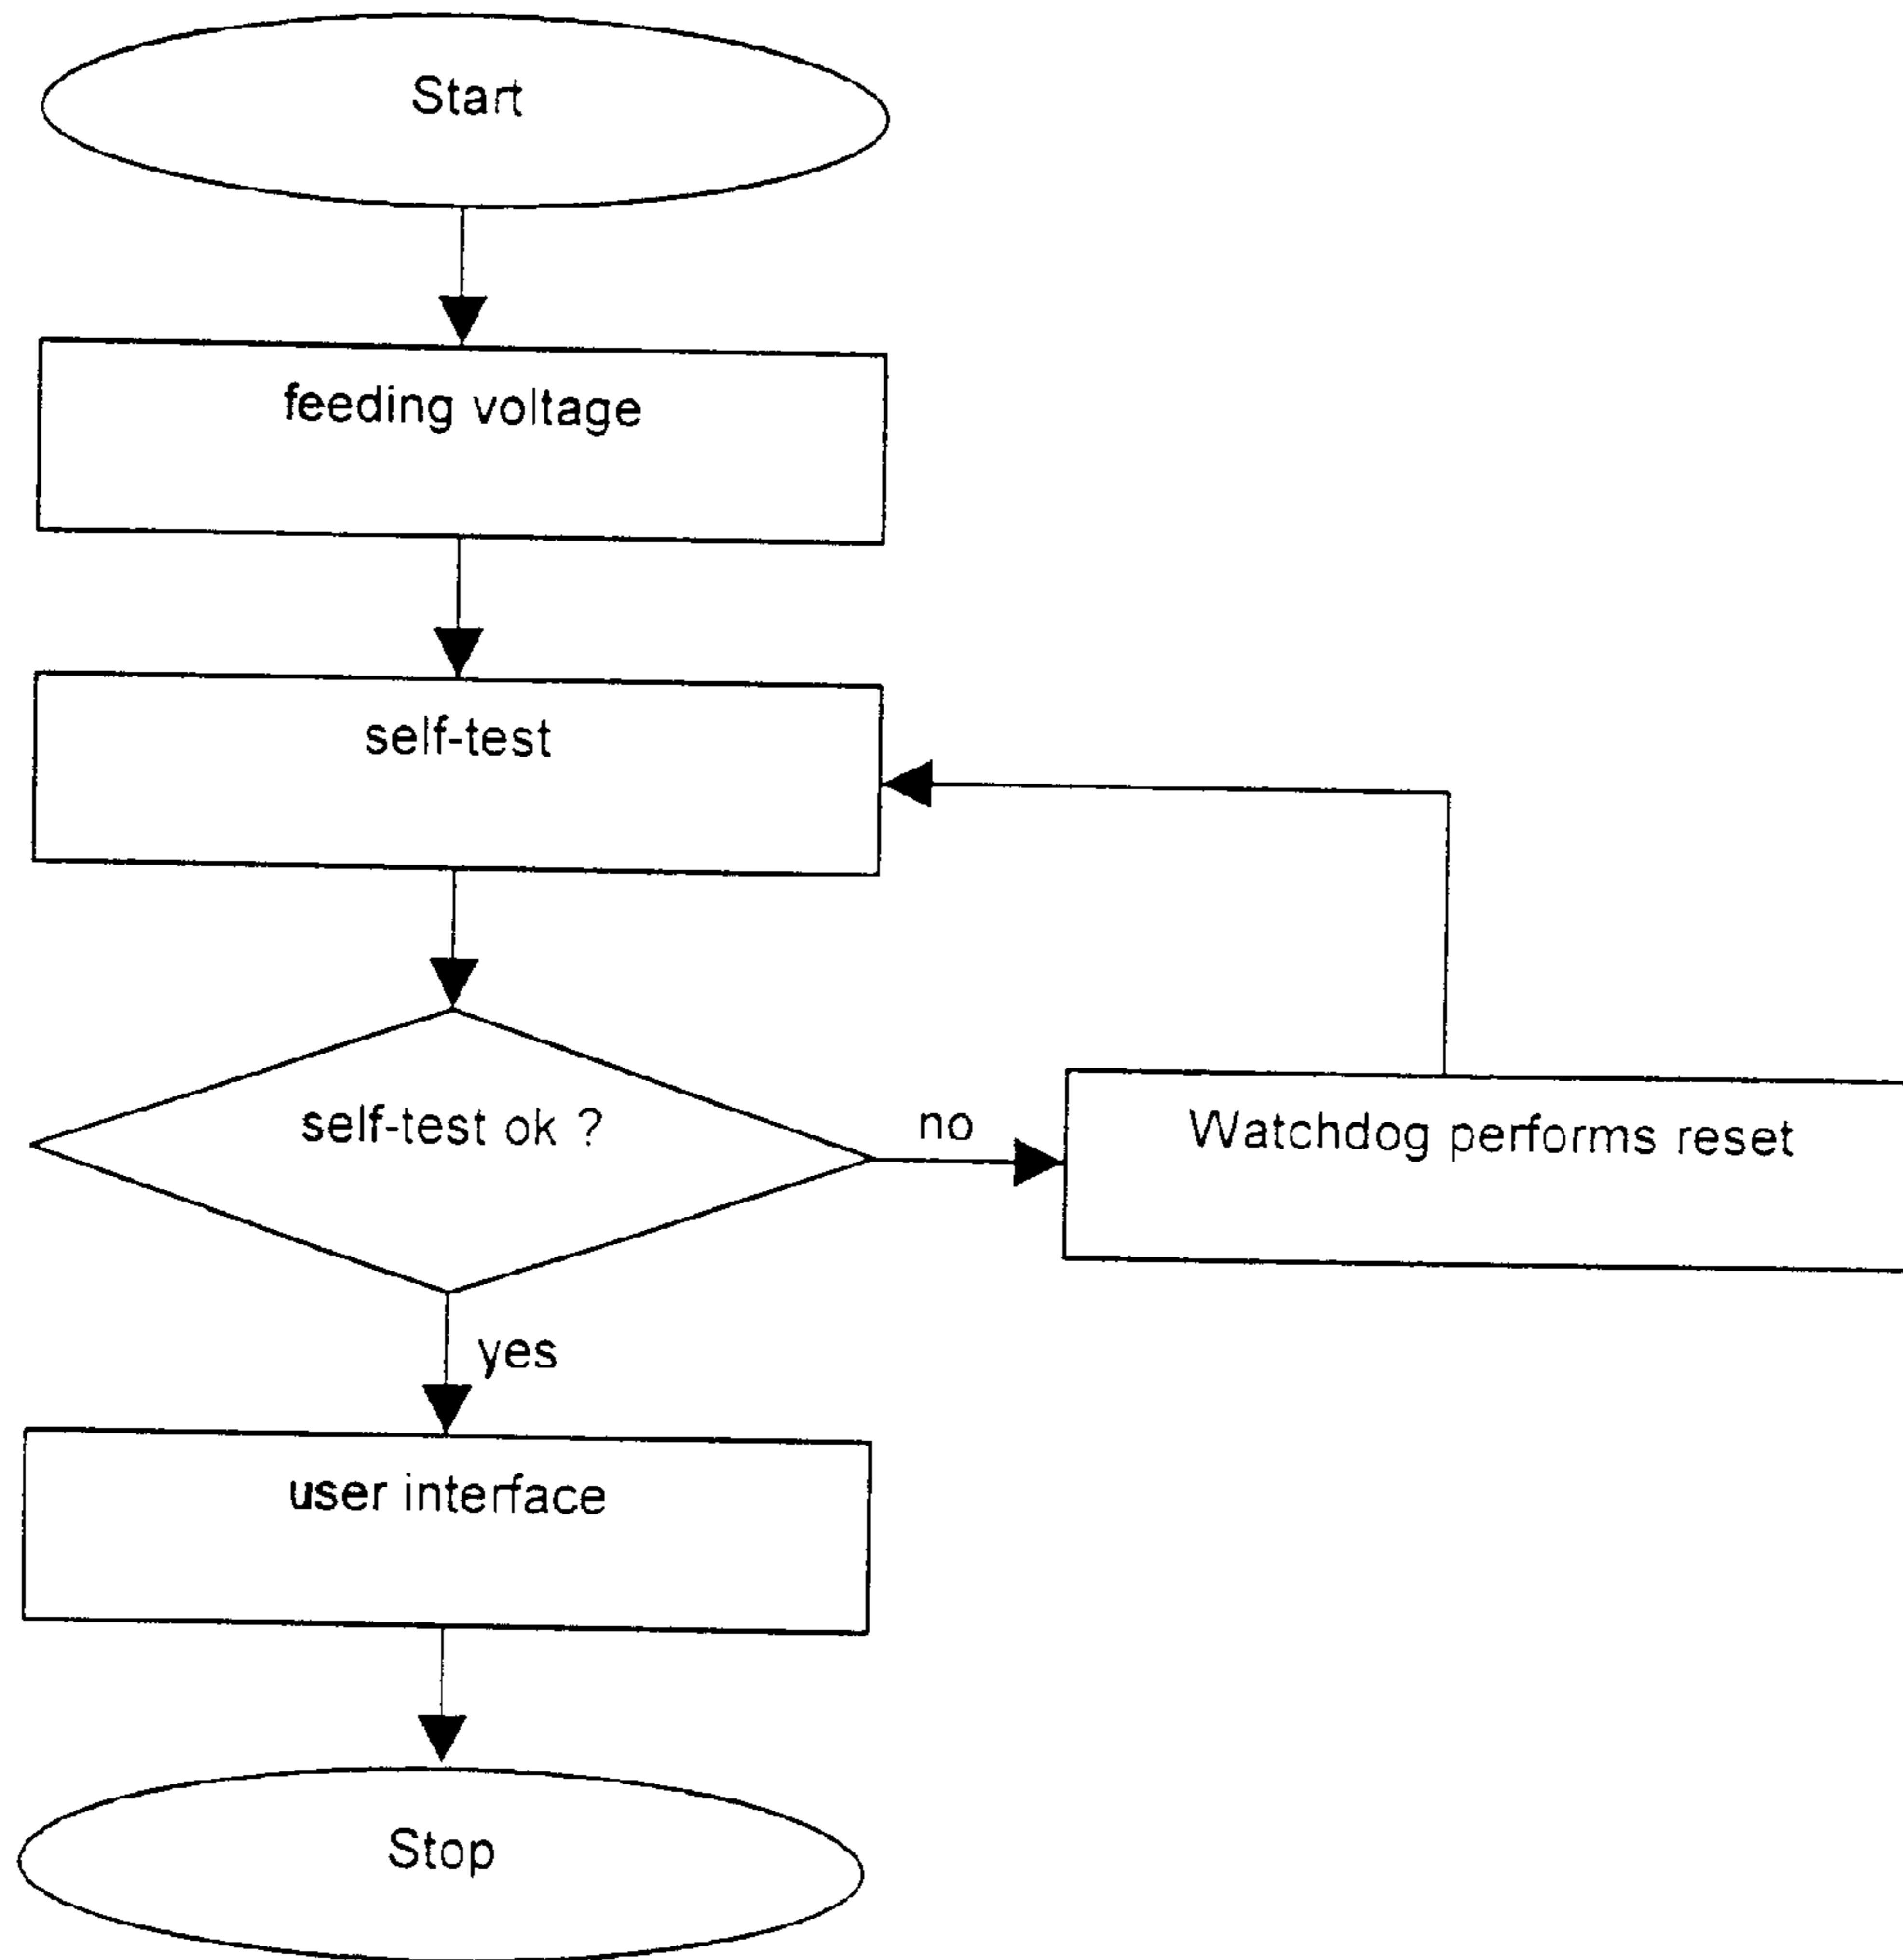 Start
feeding voltage
self-test
self-test ok ?
no
Watchdog performs reset
yes
user interface
Stop